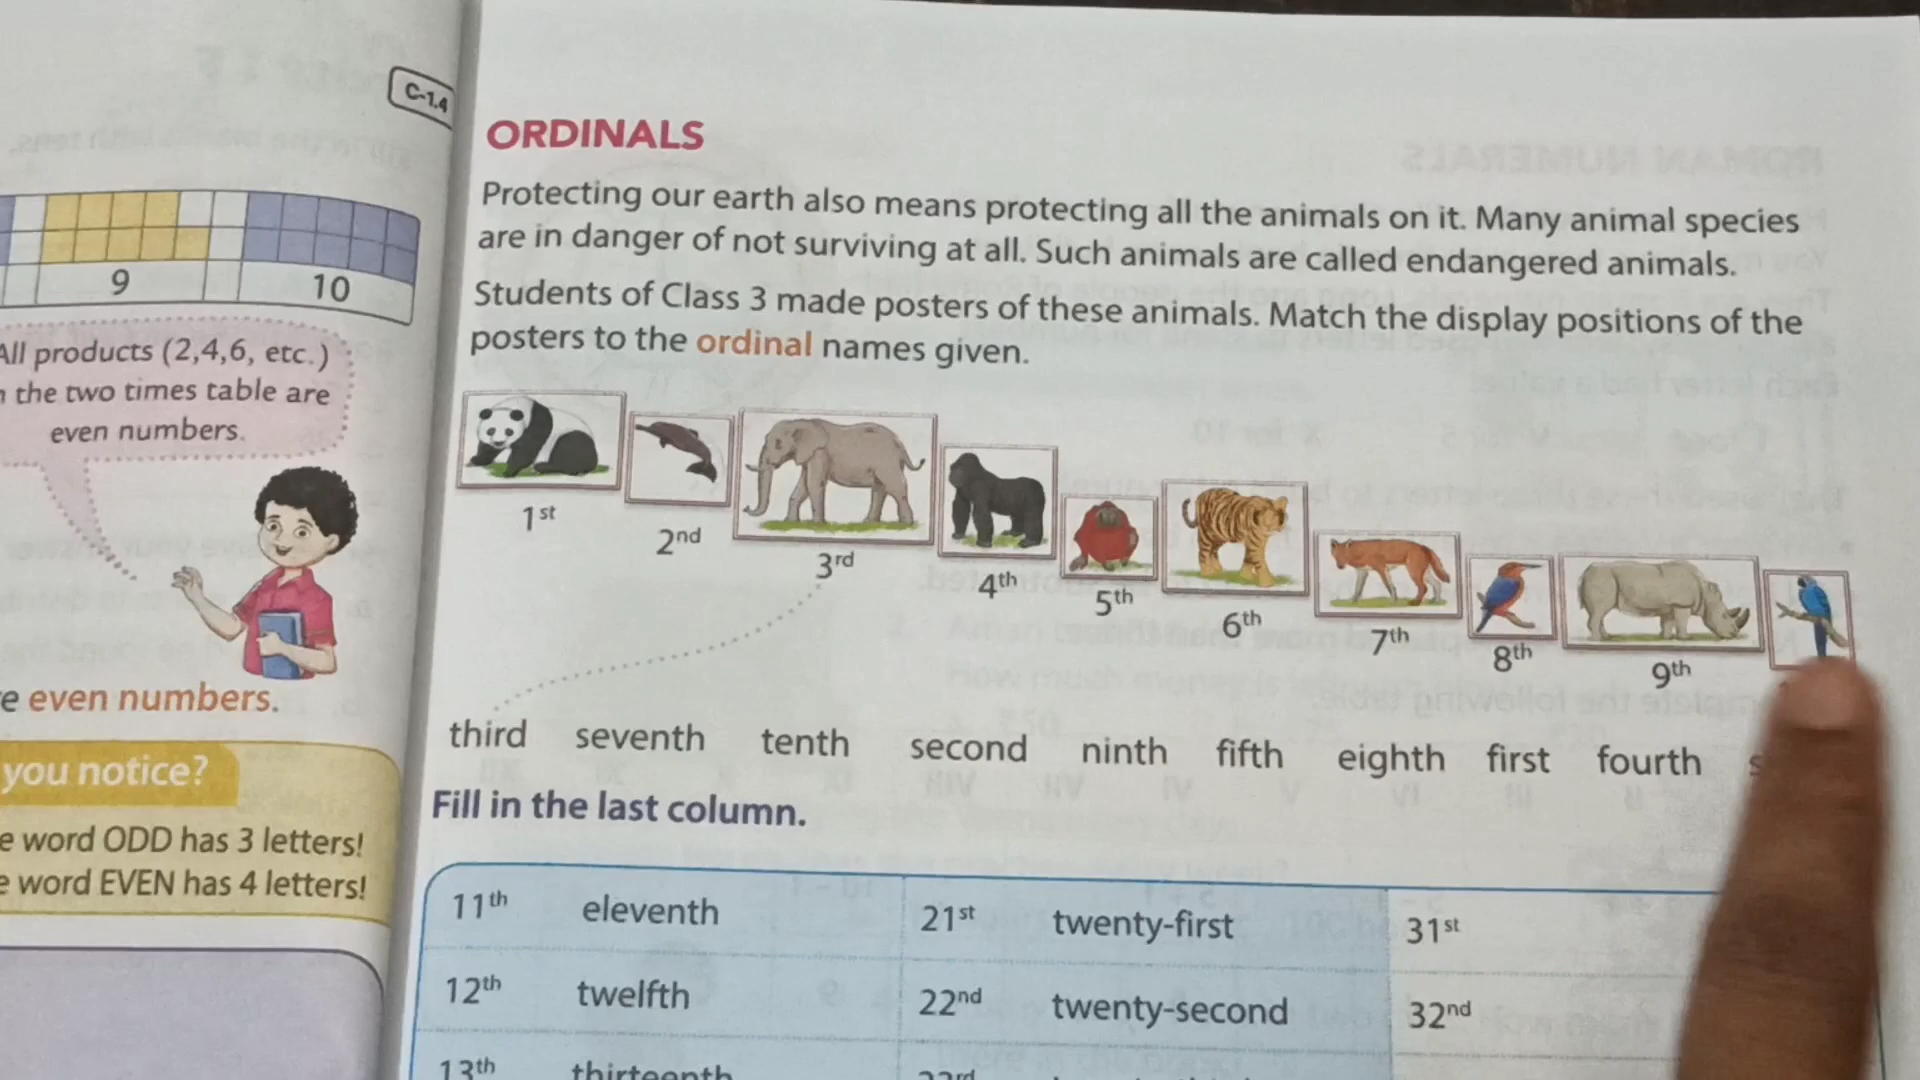 C-1.4
9 10
All products (2,4,6, etc.)
the two times table are
even numbers.
even numbers.
you notice?
word ODD has 3 letters!
word EVEN has 4 letters!
ORDINALS
Protecting our earth also means protecting all the animals on it. Many animal species
are in danger of not surviving at all. Such animals are called endangered animals.
Students of Class 3 made posters of these animals. Match the display positions of the
posters to the ordinal names given.
1st 2nd 3rd 4th 5th 6th 7th 8th 9th
third seventh tenth second ninth fifth eighth first fourth
Fill in the last column.
11th eleventh 21st twenty-first 31st
12th twelfth 22nd twenty-second 32nd
13th thirteenth